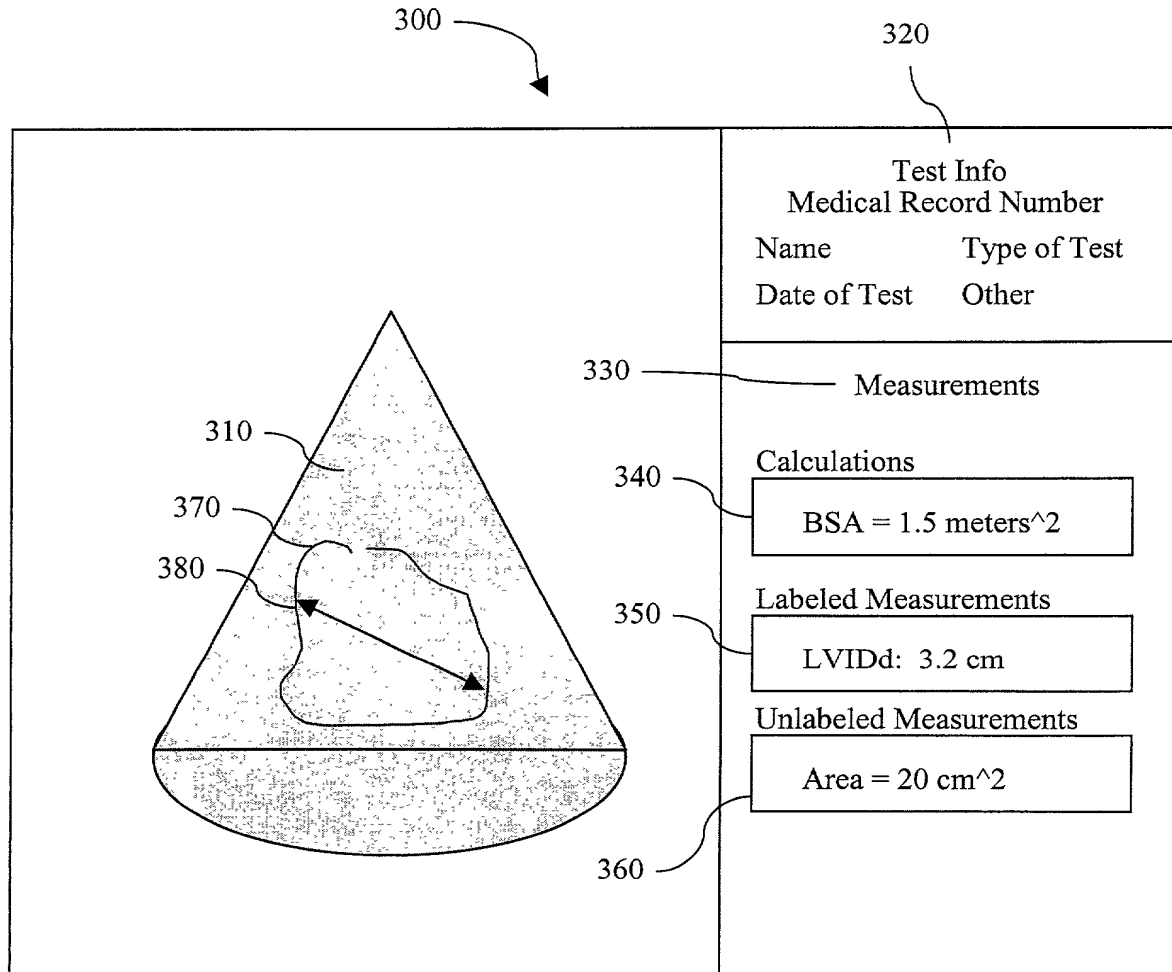 300
320
Test Info
Medical Record Number
Name Type of Test
Date of Test Other
330
Measurements
310
Calculations
340
BSA = 1.5 meters^2
370
380
Labeled Measurements
350
LVIDd: 3.2 cm
Unlabeled Measurements
Area = 20 cm^2
360